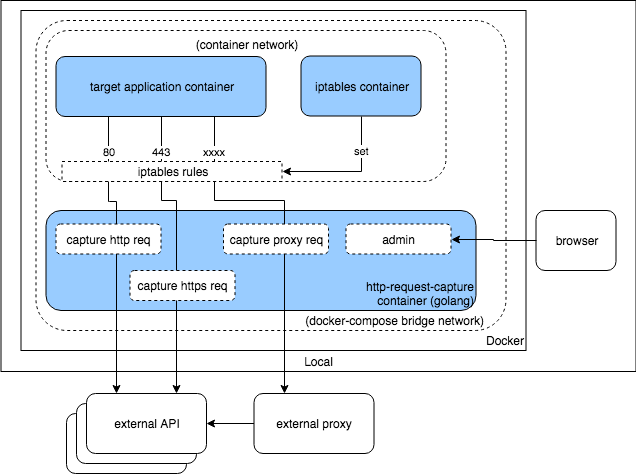 (container network)
target application container
iptables container
80
443
xxxx
set
iptables rules
capture http req
capture proxy req
admin
browser
capture https req
http-request-capture
container (golang)
(docker-compose bridge network)
Docker
Local
external API
external proxy